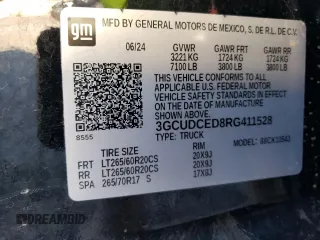 gm
MFD BY GENERAL MOTORS DE MEXICO, S. DE R.L. DE C.V.
06/24 GVWR GAWR FRT GAWR RR
3221 KG 1724 KG 1724 KG
7100 LB 3800 LB 3800 LB
THIS VEHICLE CONFORMS TO ALL APPLICABLE U.S. FEDERAL MOTOR VEHICLE SAFETY STANDARDS IN EFFECT ON THE DATE OF MANUFACTURE SHOWN ABOVE.
3GCUDCED8RG411528
TYPE: TRUCK MODEL:
8555
TIRE SIZE RIM
FRT LT265/60R20CS 20X9J
RR LT265/60R20CS 20X9J
SPA 265/70R17 S 17X8J
DREAMBID